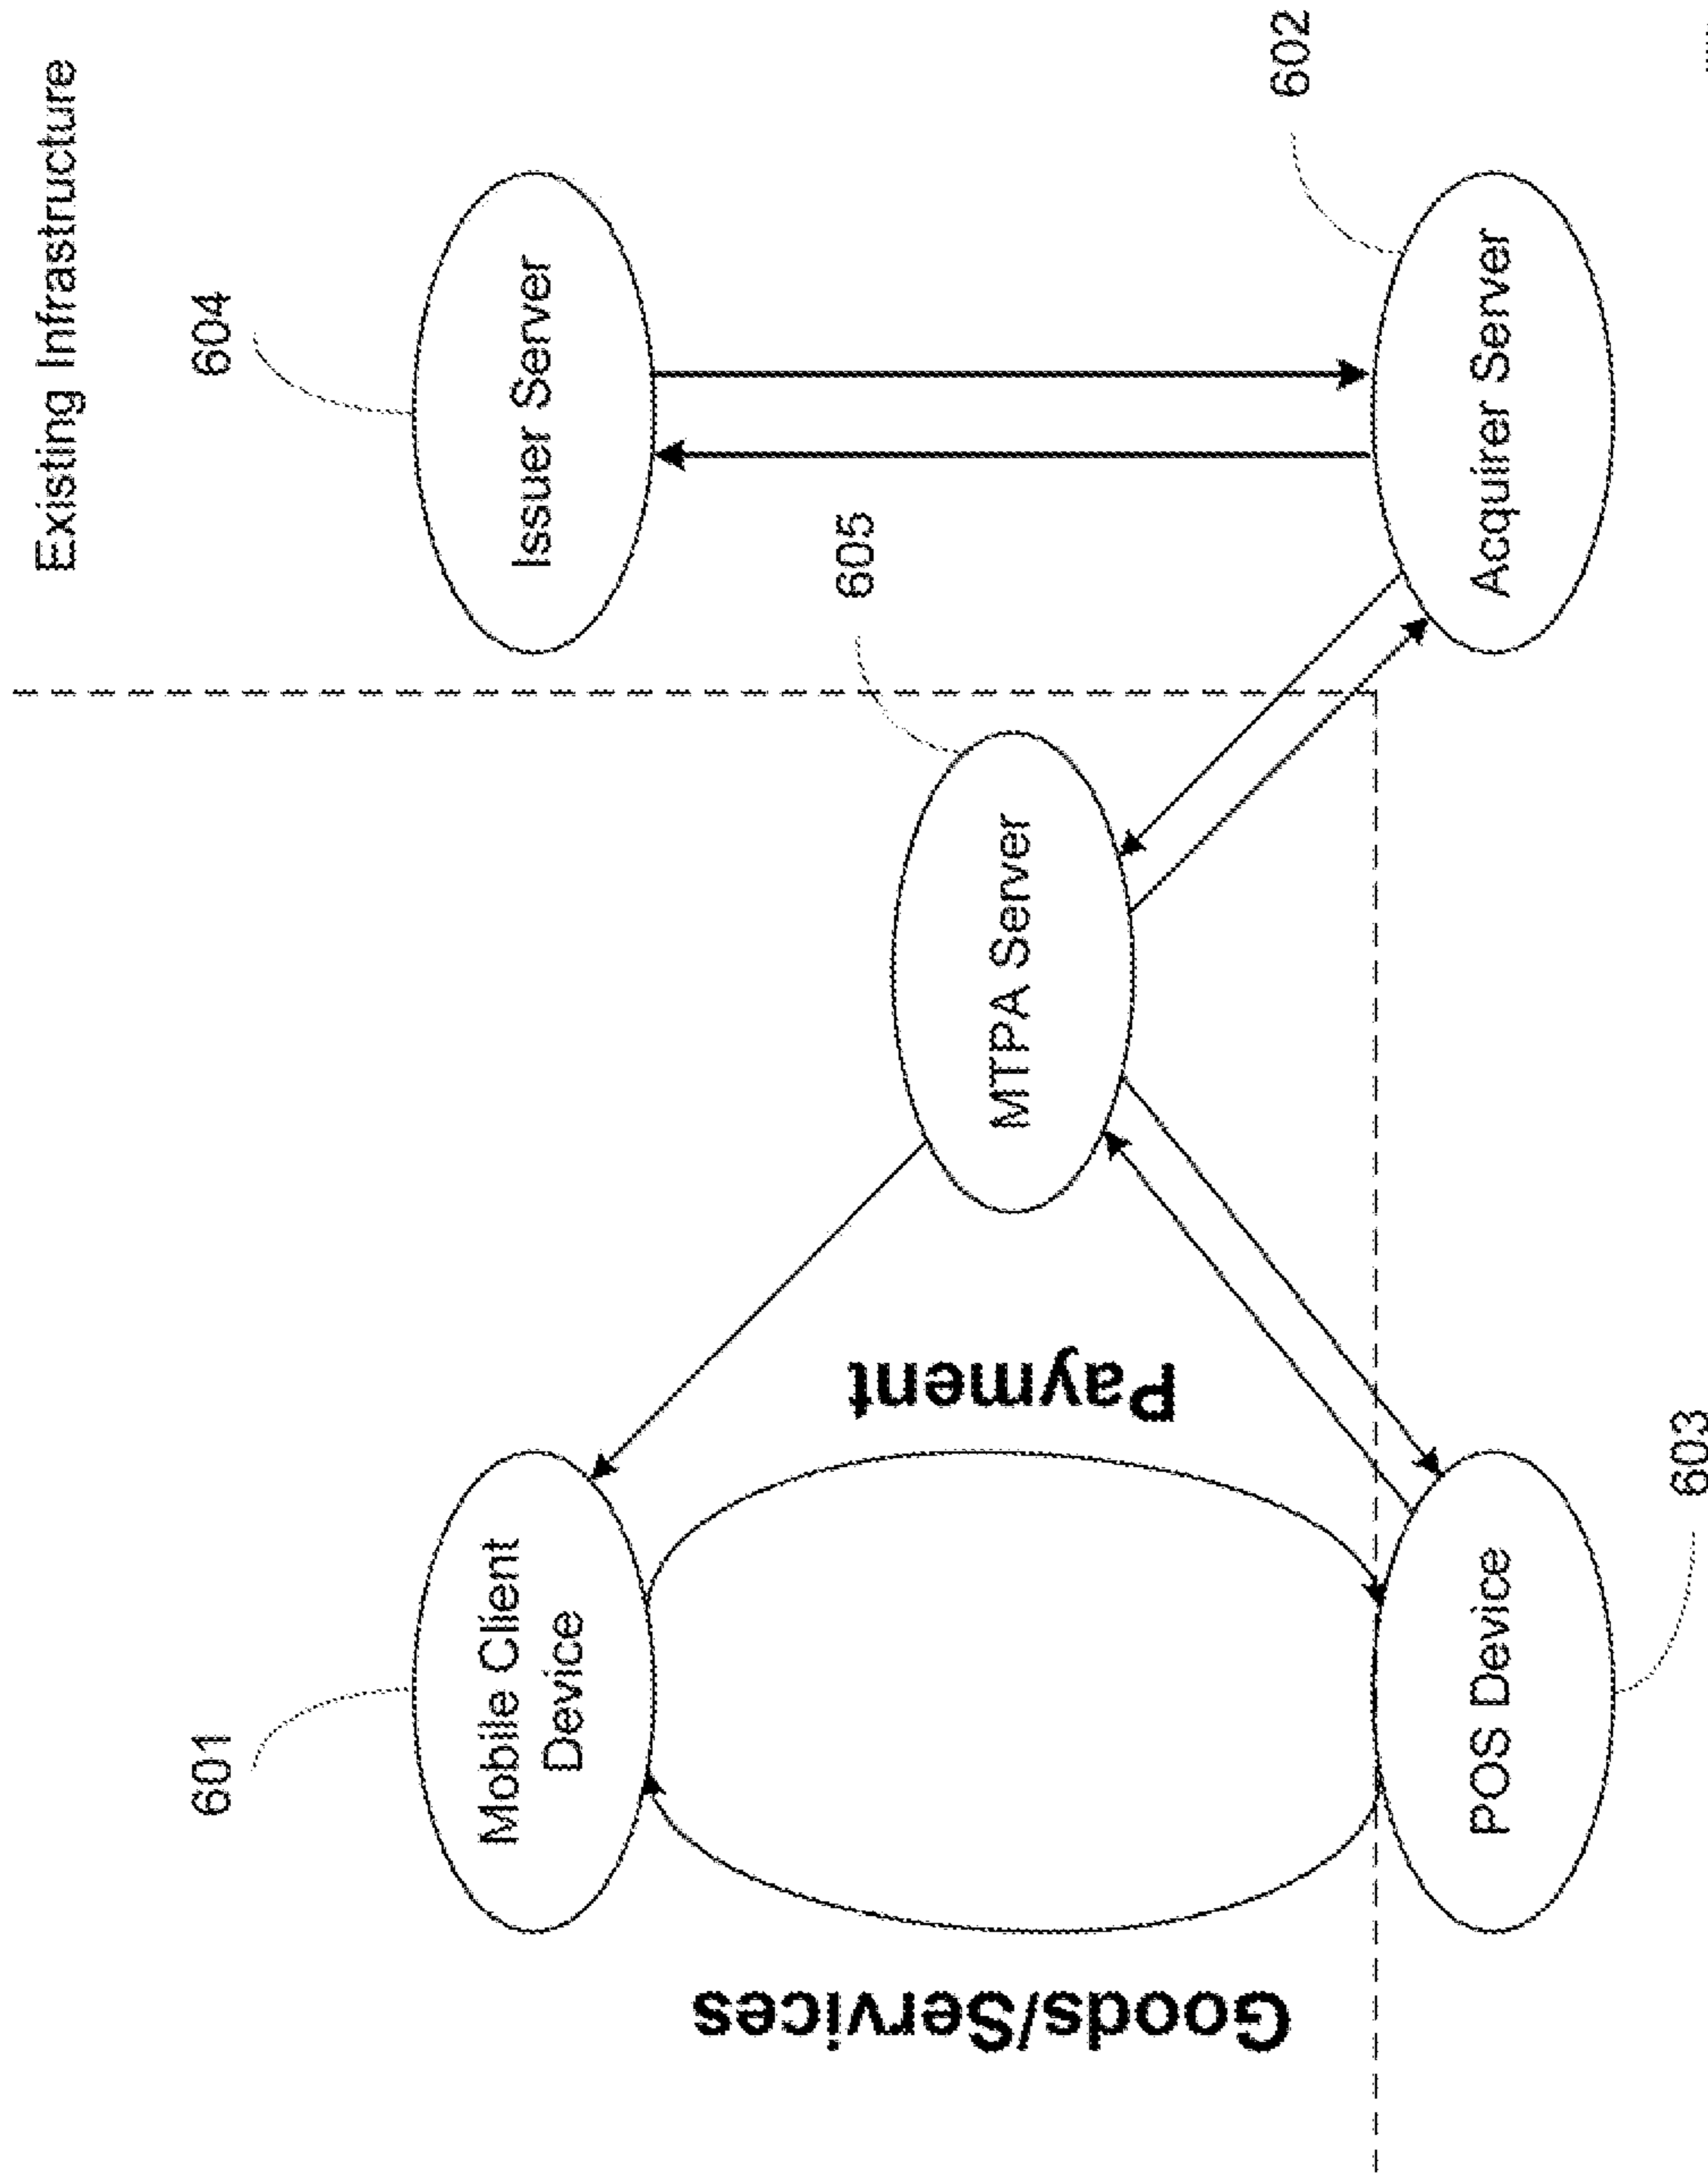 Existing Infrastructure
601
604
Mobile Client
Device
Issuer Server
605
MTPA Server
Goods/Services
Payment
602
POS Device
Acquirer Server
603